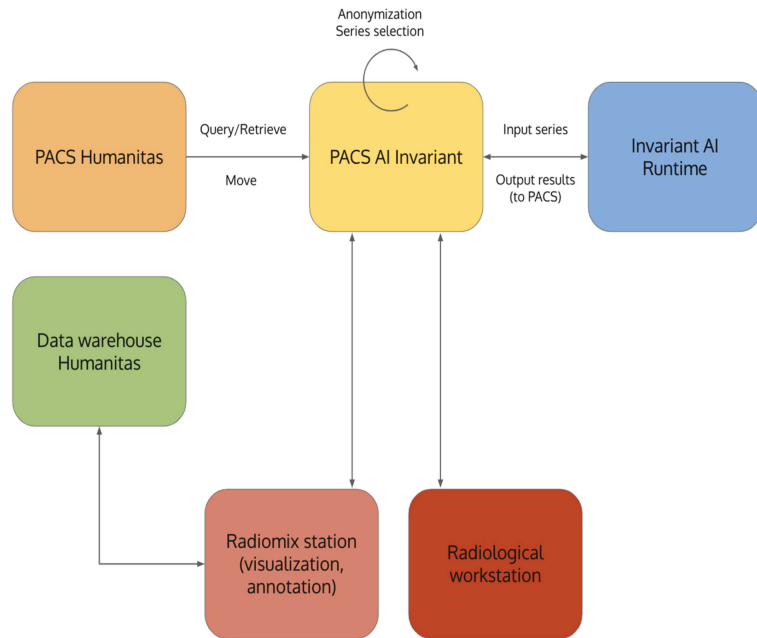 Anonymization
Series selection
PACS Humanitas
Query/Retrieve
Move
PACS AI Invariant
Input series
Output results
(to PACS)
Invariant AI
Runtime
Data warehouse
Humanitas
Radiomix station
(visualization,
annotation)
Radiological
workstation